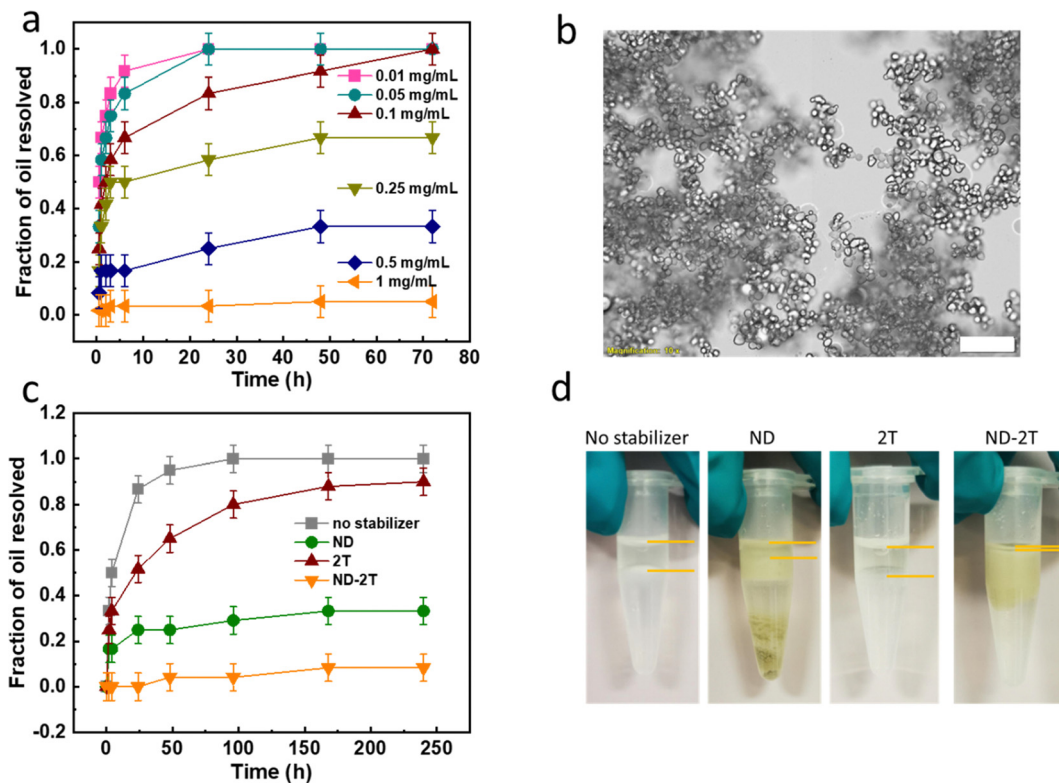 a
Fraction of oil resolved
1.0
0.8
0.6
0.4
0.2
0.0
0.01 mg/mL
0.05 mg/mL
0.1 mg/mL
0.25 mg/mL
0.5 mg/mL
1 mg/mL
0 10 20 30 40 50 60 70 80
Time (h)
b
Magnification: 10 x
c
Fraction of oil resolved
1.2
1.0
0.8
0.6
0.4
0.2
0.0
-0.2
no stabilizer
ND
2T
ND-2T
0 50 100 150 200 250
Time (h)
d
No stabilizer ND 2T ND-2T